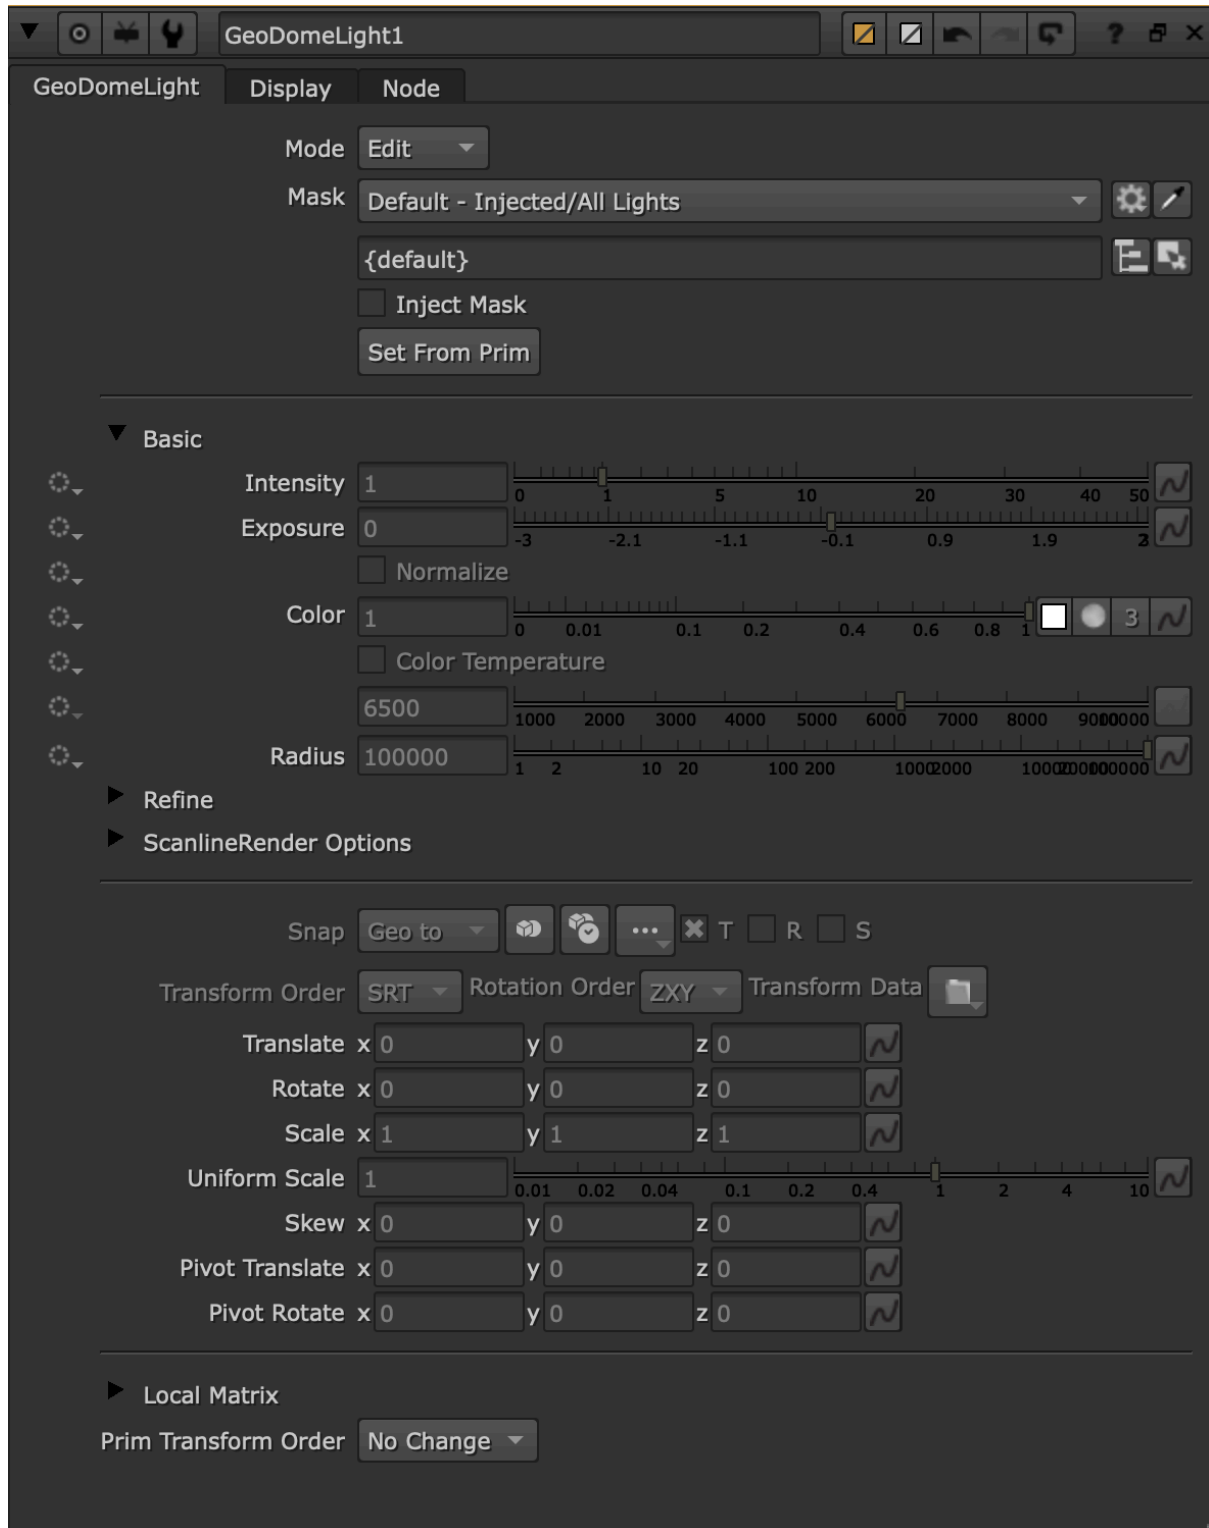 GeoDomeLight1 ?
GeoDomeLight Display Node
Mode Edit
Mask Default - Injected/All Lights
{default}
Inject Mask
Set From Prim
Basic
Intensity 1 0 1 5 10 20 30 40 50
Exposure 0 -3 -2.1 -1.1 -0.1 0.9 1.9
Normalize
Color 1 0 0.01 0.1 0.2 0.4 0.6 0.8 1 3
Color Temperature
6500 1000 2000 3000 4000 5000 6000 7000 8000
Radius 100000 1 2 10 20 100 200 1000 2000
Refine
ScanlineRender Options
Snap Geo to T R S
Transform Order SRT Rotation Order ZXY Transform Data
Translate x 0 y 0 z 0
Rotate x 0 y 0 z 0
Scale x 1 y 1 z 1
Uniform Scale 1 0.01 0.02 0.04 0.1 0.2 0.4 1 2 4 10
Skew x 0 y 0 z 0
Pivot Translate x 0 y 0 z 0
Pivot Rotate x 0 y 0 z 0
Local Matrix
Prim Transform Order No Change